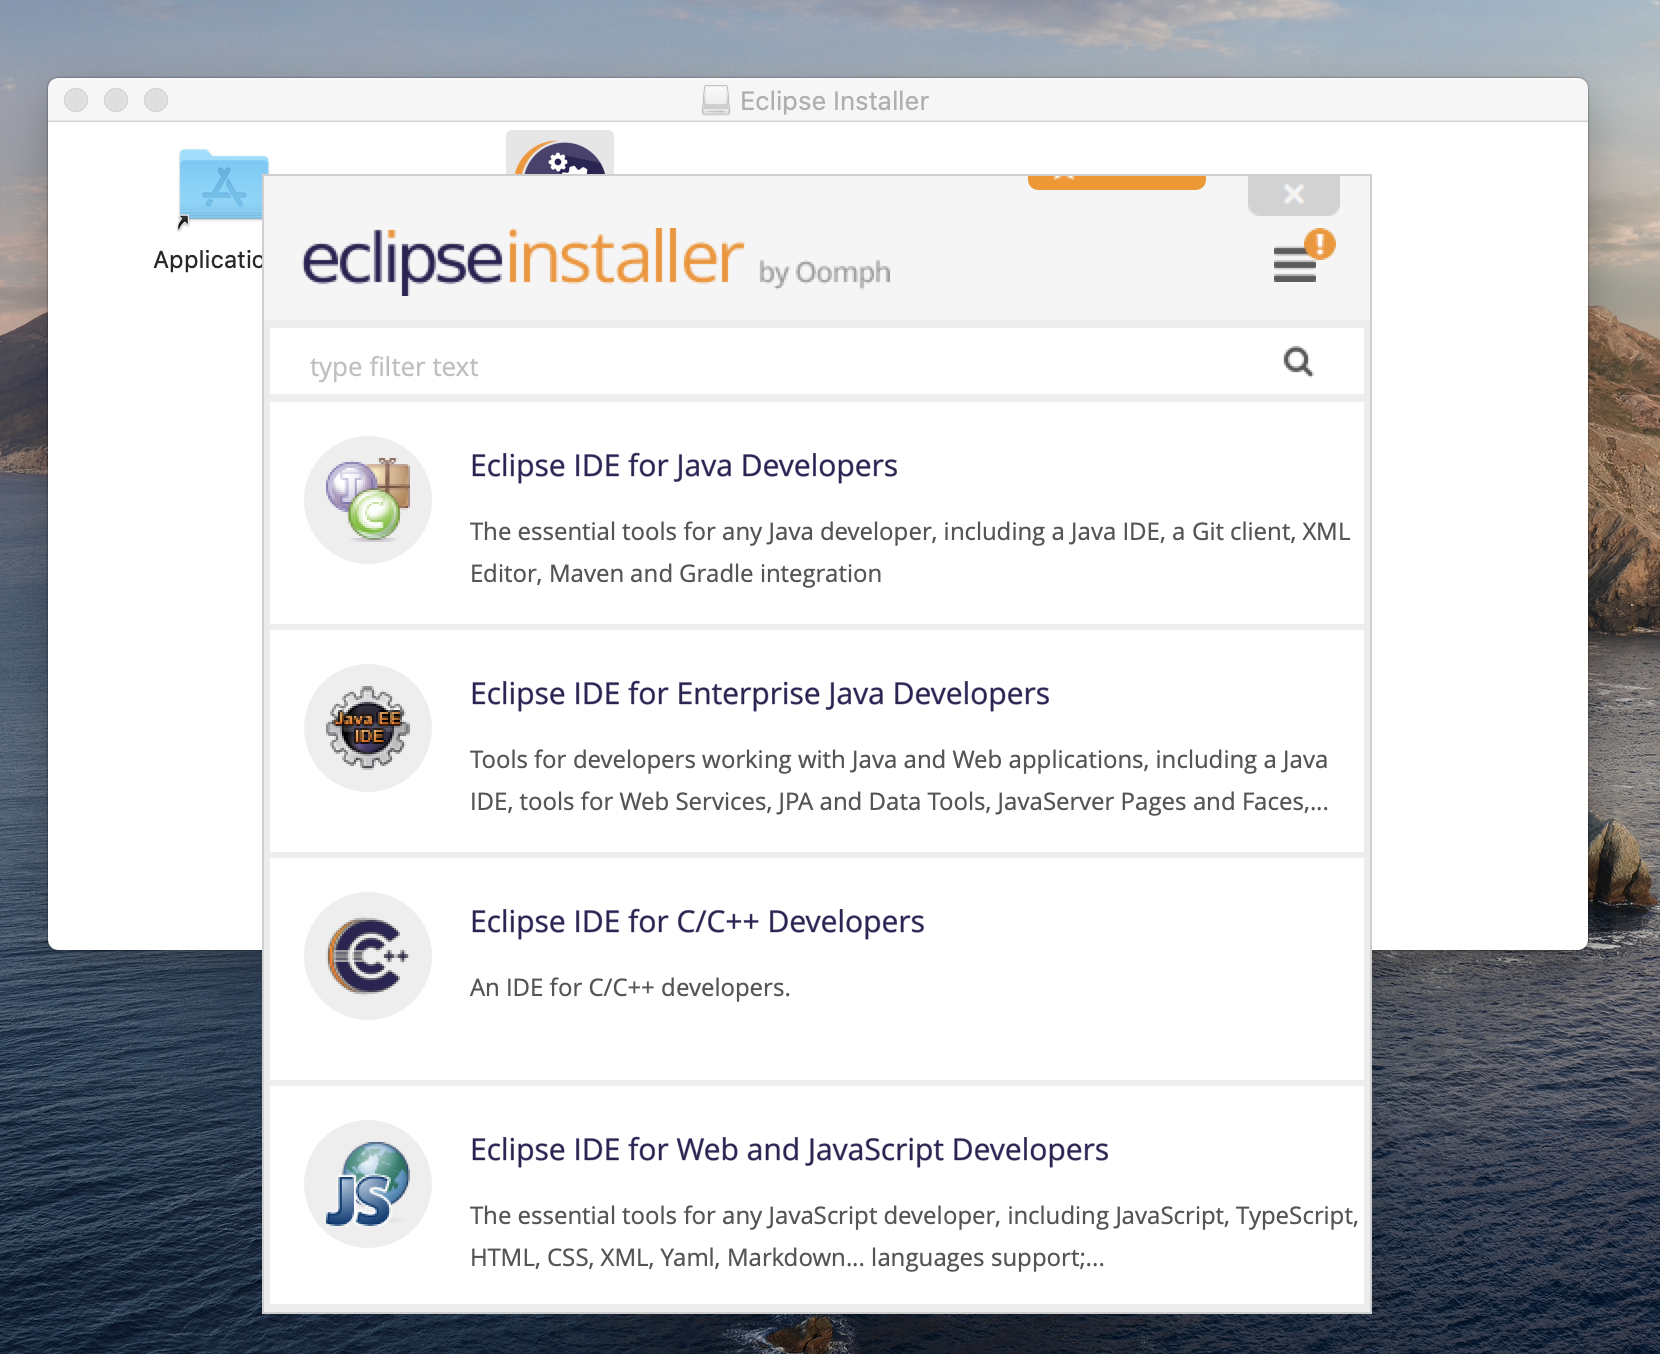 Eclipse Installer
Applicatio
eclipseinstaller by Oomph
type filter text
Eclipse IDE for Java Developers
The essential tools for any Java developer, including a Java IDE, a Git client, XML
Editor, Maven and Gradle integration
Java EE
IDE
Eclipse IDE for Enterprise Java Developers
Tools for developers working with Java and Web applications, including a Java
IDE, tools for Web Services, JPA and Data Tools, JavaServer Pages and Faces,...
C++
Eclipse IDE for C/C++ Developers
An IDE for C/C++ developers.
JS
Eclipse IDE for Web and JavaScript Developers
The essential tools for any JavaScript developer, including JavaScript, TypeScript,
HTML, CSS, XML, Yaml, Markdown... languages support;...